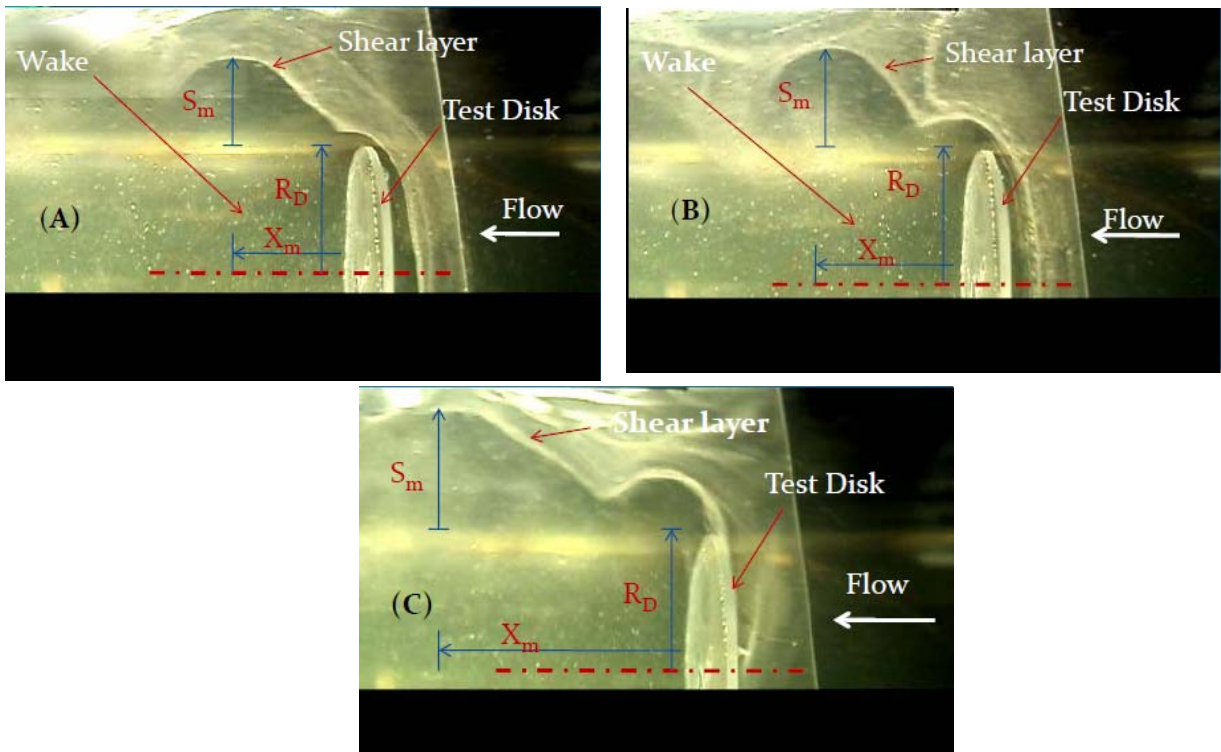 Shear layer
Wake
S_m
Test Disk
R_D
(A)
Flow
X_m
Shear layer
Wake
S_m
Test Disk
R_D
(B)
Flow
X_m
Shear layer
S_m
Test Disk
R_D
Flow
(C)
X_m